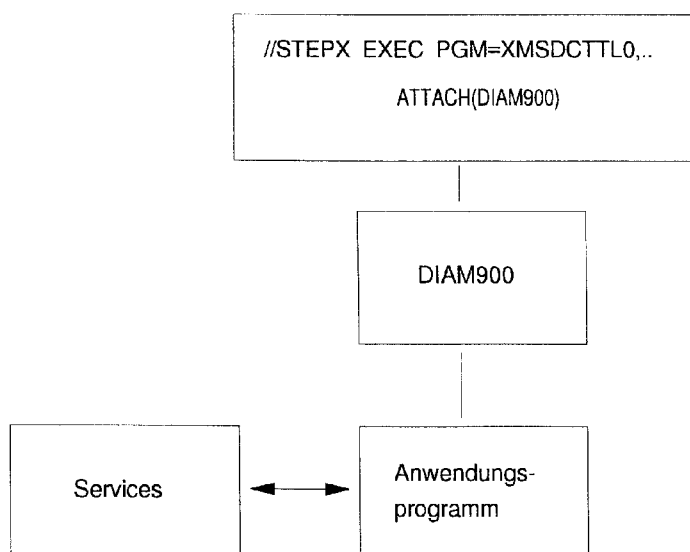 //STEPX EXEC PGM=XMSDCTTL0,..
ATTACH(DIAM900)
DIAM900
Services
Anwendungs-
programm